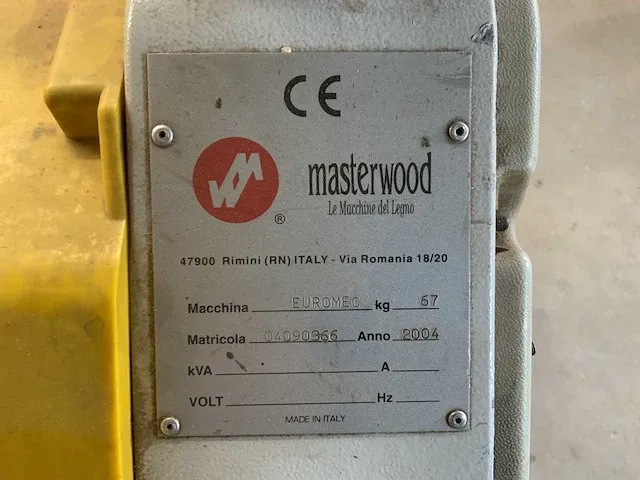 CE
MW
®
masterwood
Le Macchine del Legno
47900 Rimini (RN) ITALY - Via Romania 18/20
Macchina EUROMEC kg 67
Matricola 04090366 Anno 2004
kVA A
VOLT Hz
MADE IN ITALY